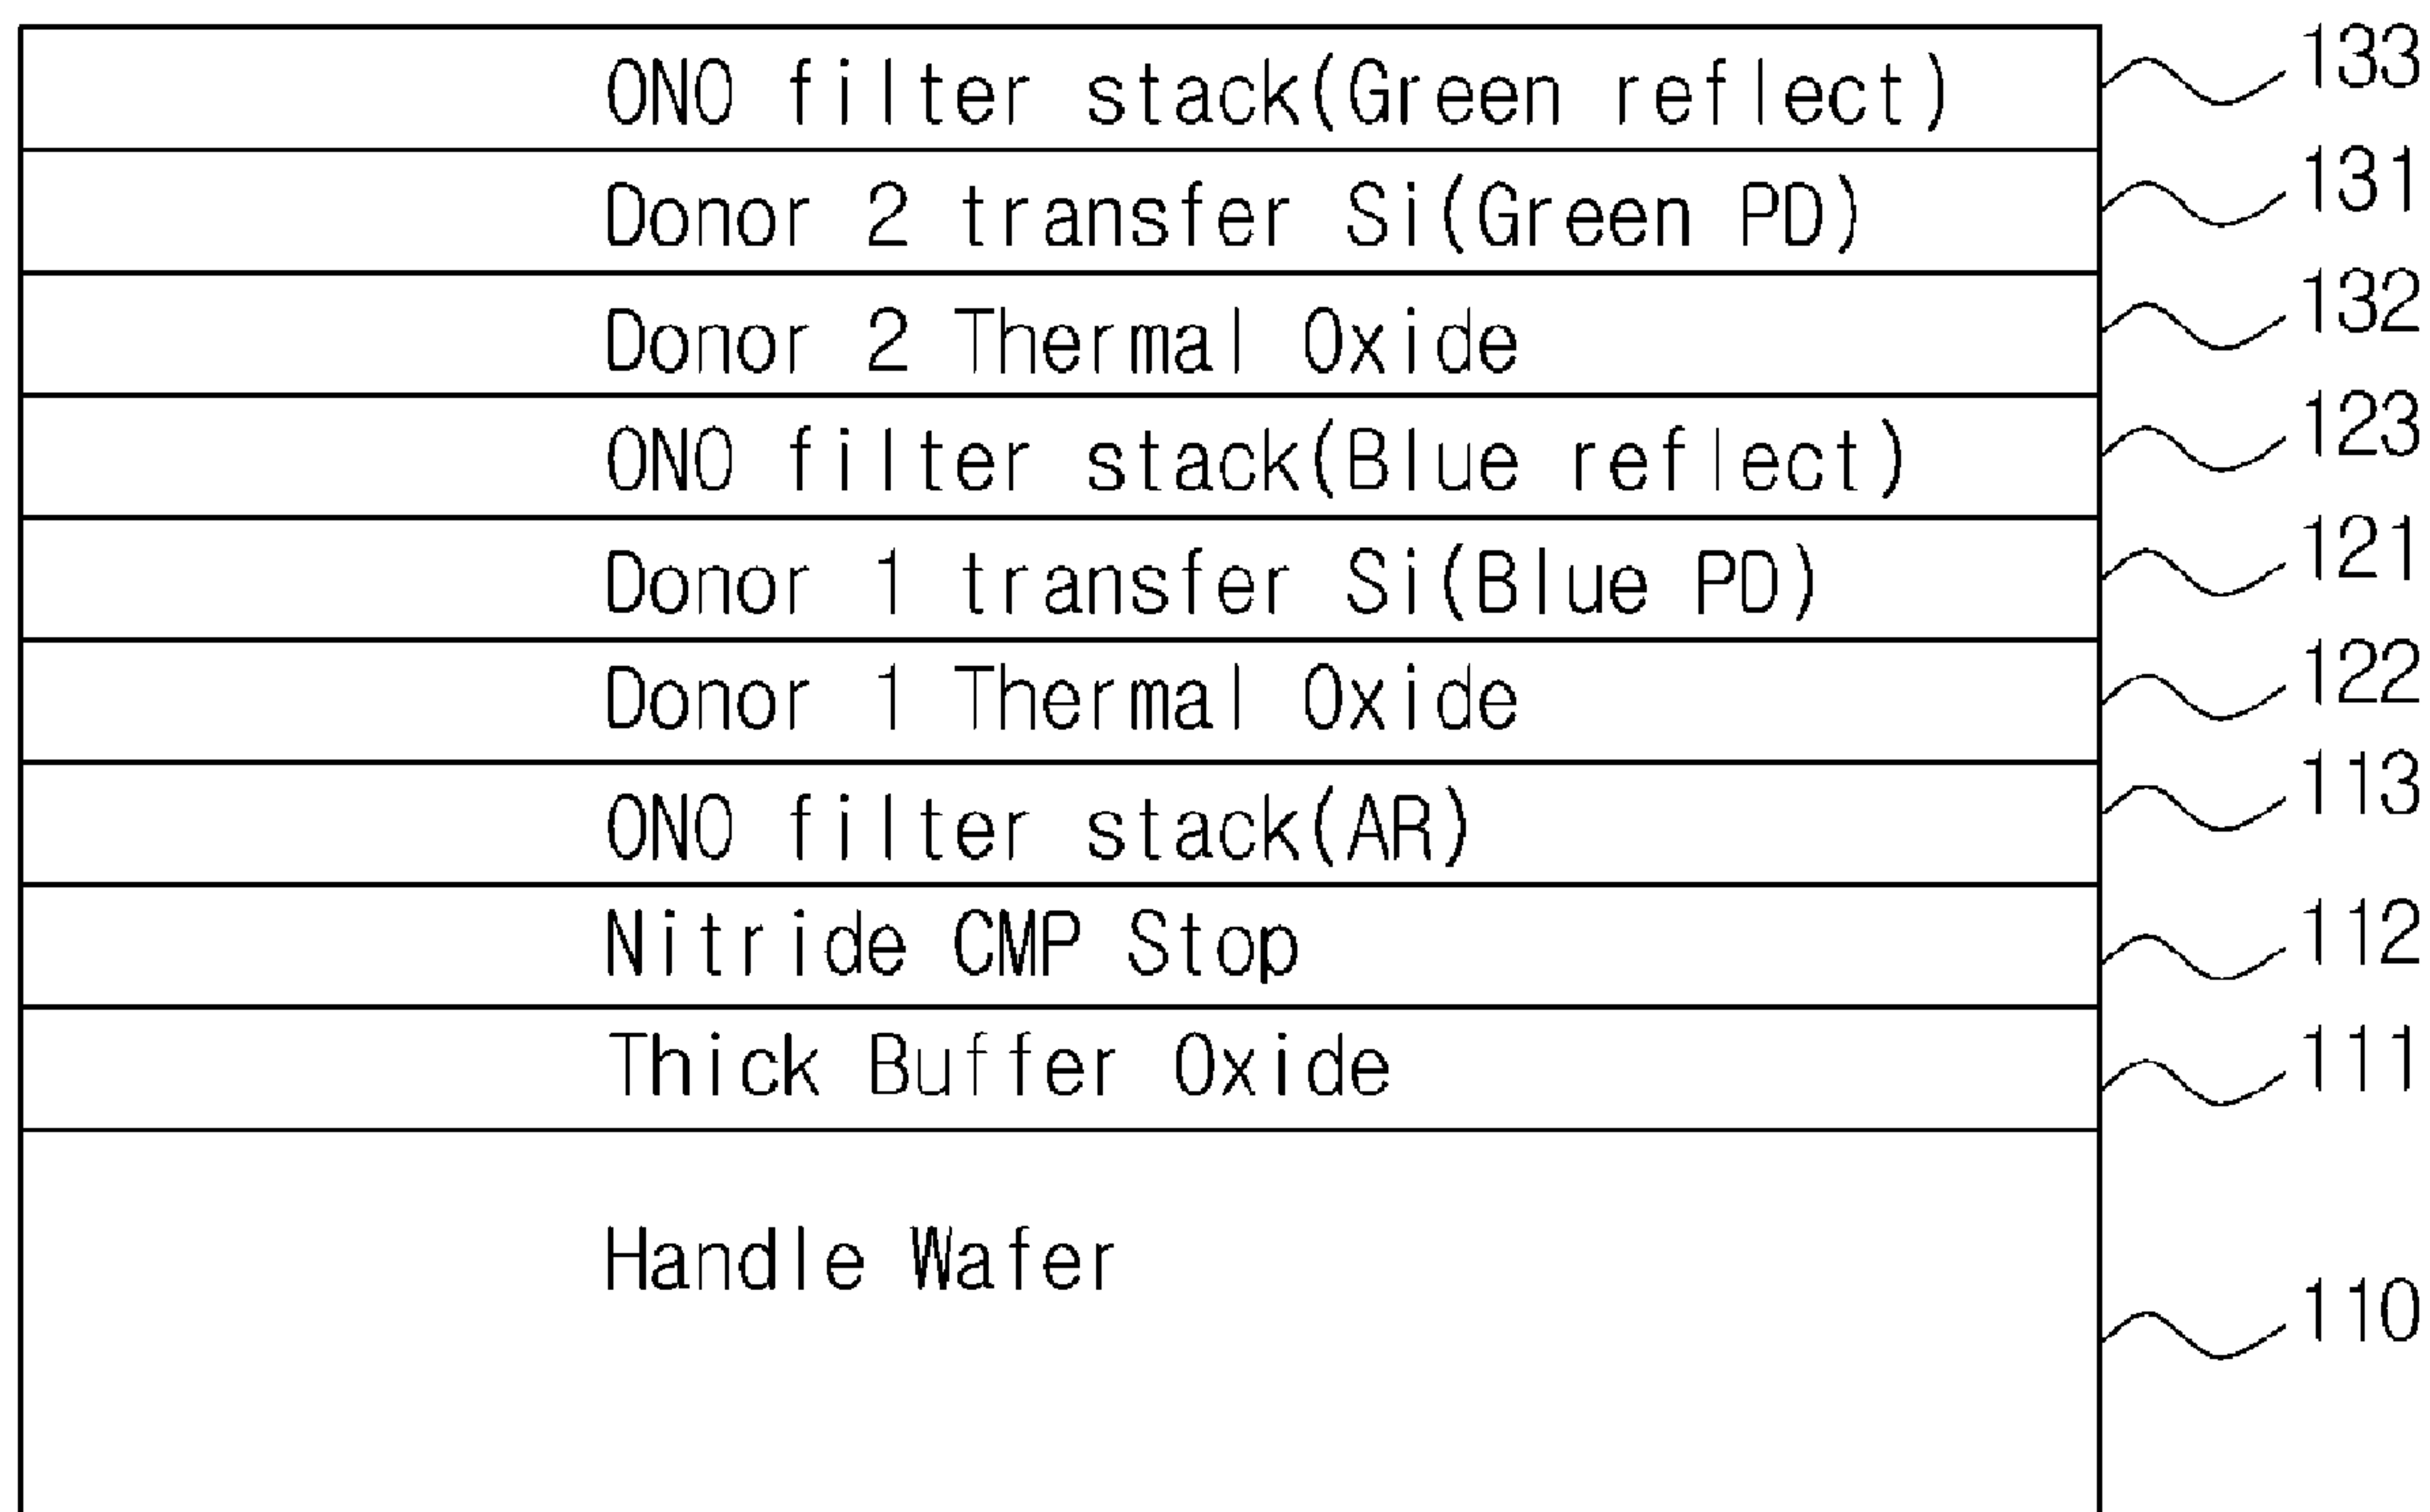 ONO filter stack(Green reflect) 133
Donor 2 transfer Si(Green PD) 131
Donor 2 Thermal Oxide 132
ONO filter stack(Blue reflect) 123
Donor 1 transfer Si(Blue PD) 121
Donor 1 Thermal Oxide 122
ONO filter stack(AR) 113
Nitride CMP Stop 112
Thick Buffer Oxide 111
Handle Wafer 110